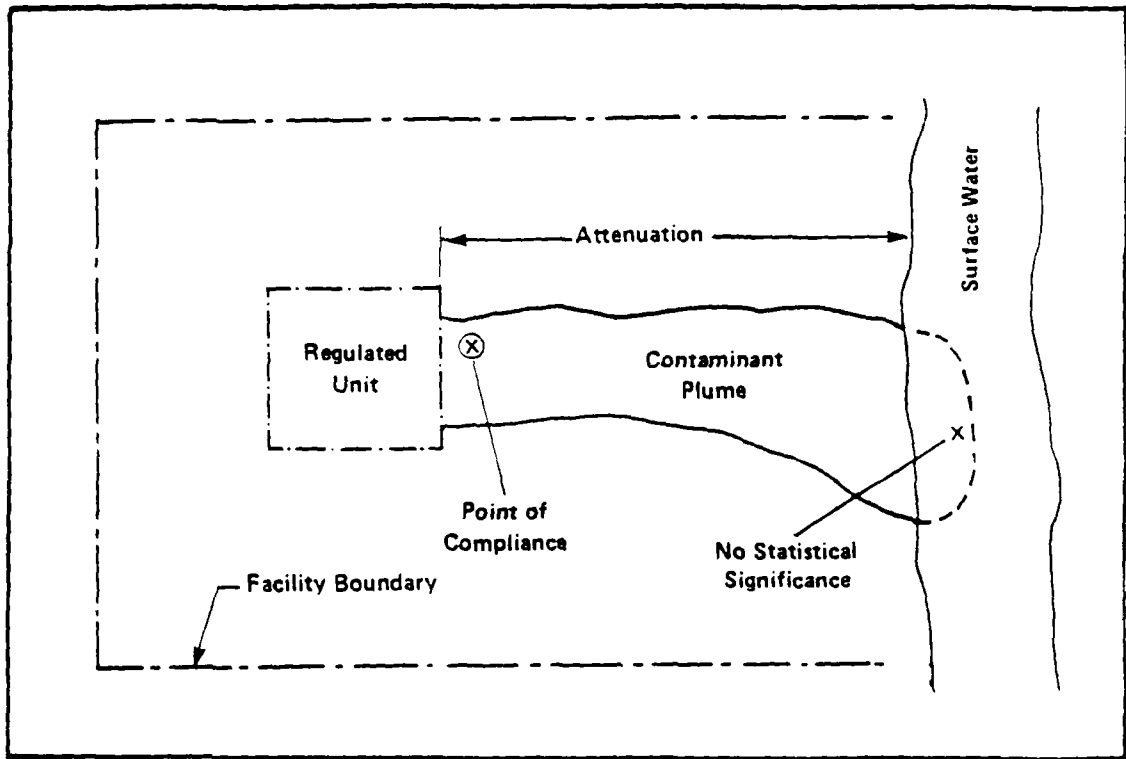 Surface Water
Attenuation
Regulated
Unit
Contaminant
Plume
Point of
Compliance
No Statistical
Significance
Facility Boundary